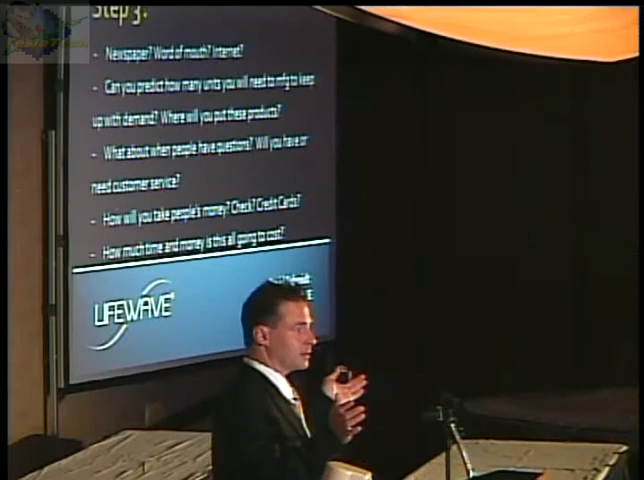 TeslaTech
Step 3:
- Newspaper? Word of mouth? Internet?
- Can you predict how many units you will need to mfg to keep
up with demand? Where will you put these products?
- What about when people have questions? Will you have or
need customer service?
- How will you take people's money? Check? Credit Cards?
- How much time and money is this all going to cost?
LIFEWAVE